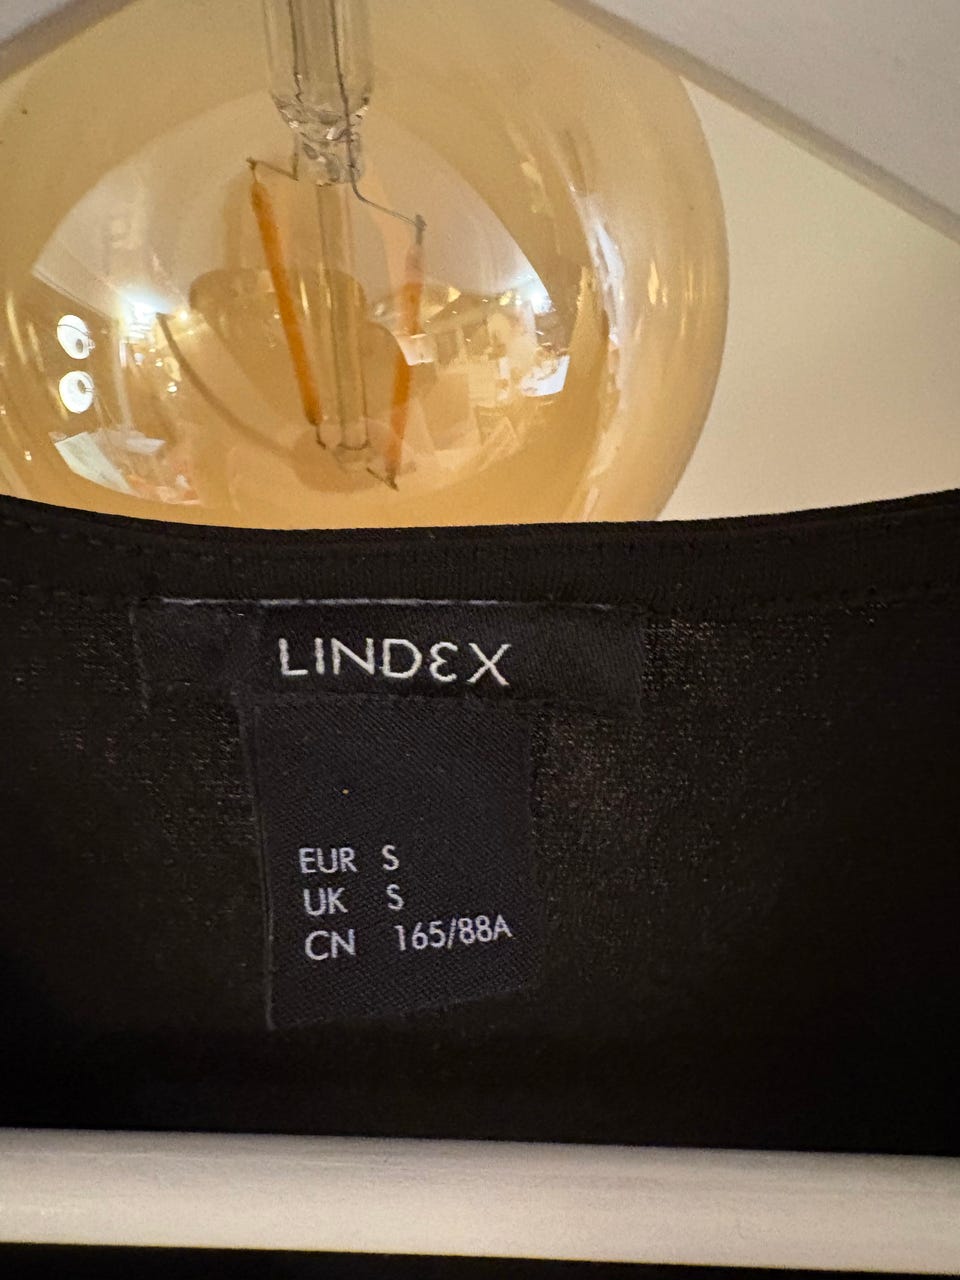 LINDEX
EUR S
UK S
CN 165/88A